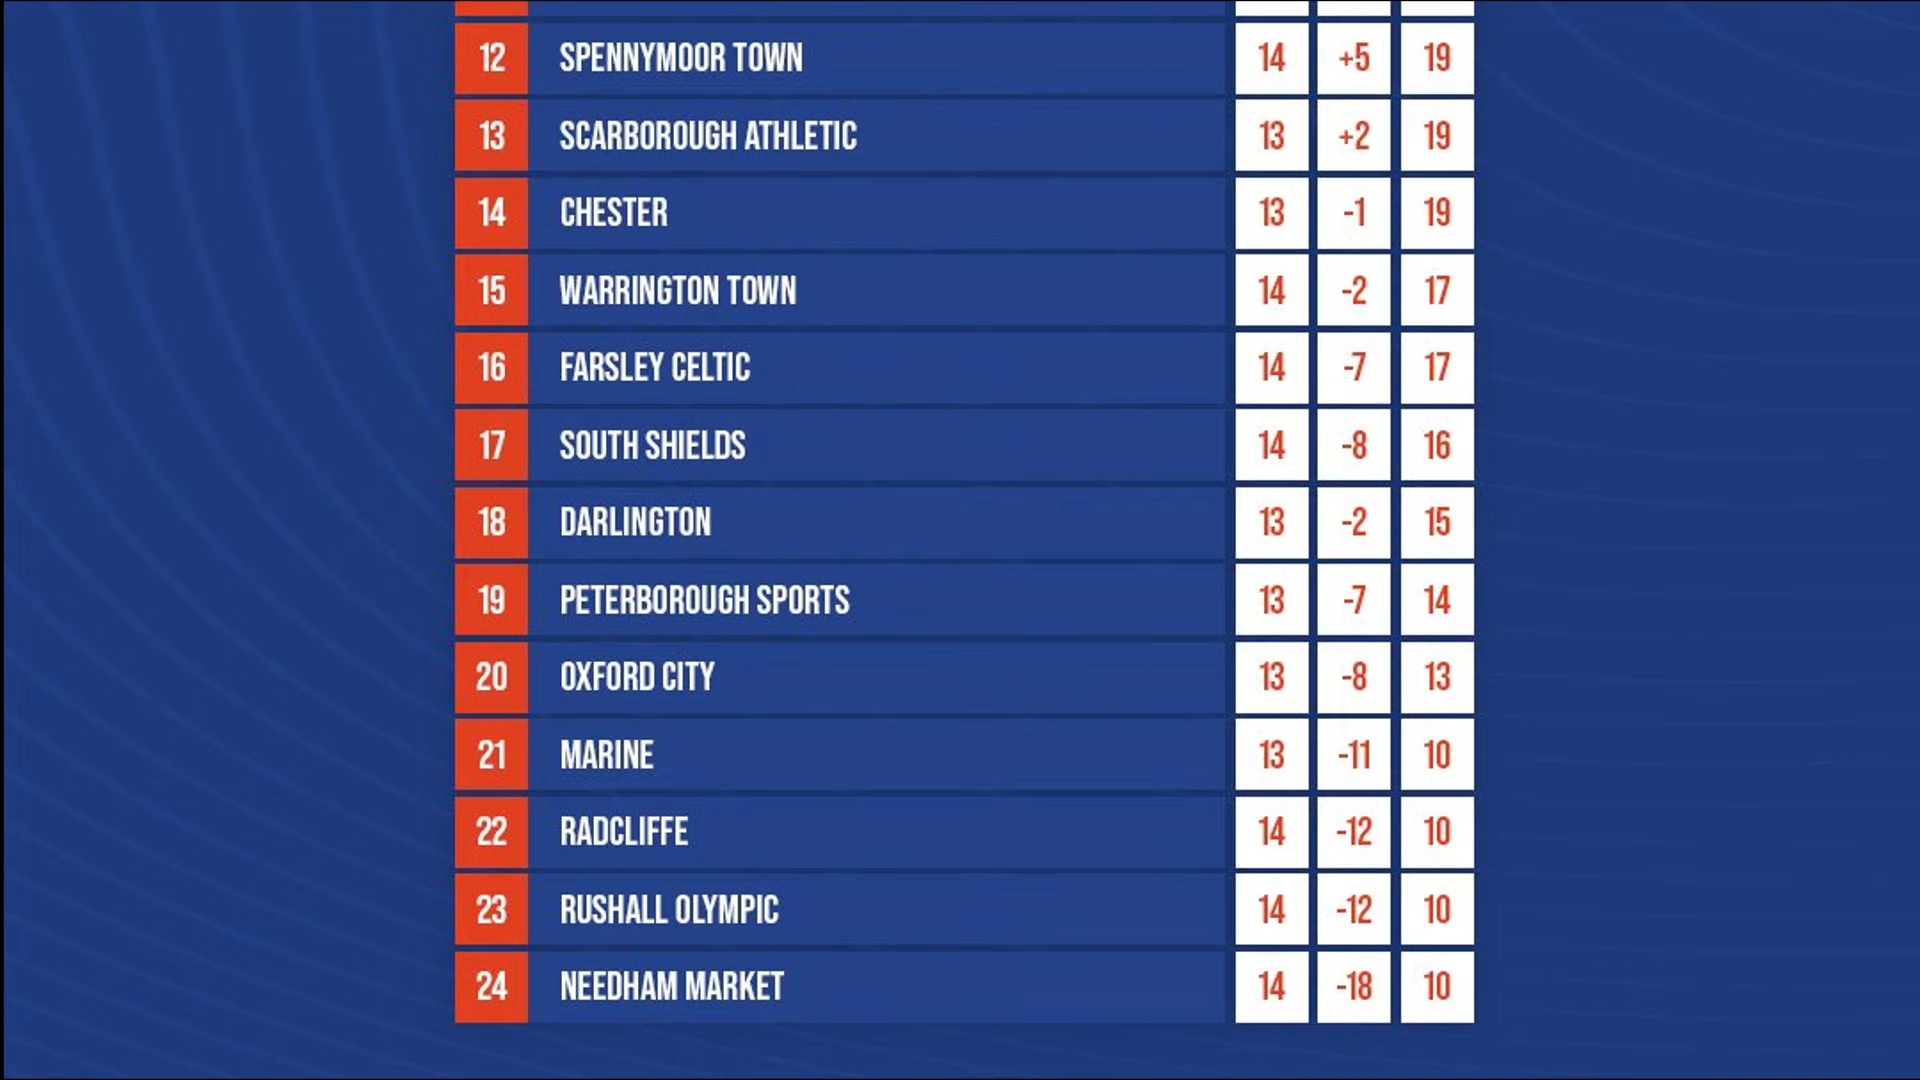 12 SPENNYMOOR TOWN 14 +5 19
13 SCARBOROUGH ATHLETIC 13 +2 19
14 CHESTER 13 -1 19
15 WARRINGTON TOWN 14 -2 17
16 FARSLEY CELTIC 14 -7 17
17 SOUTH SHIELDS 14 -8 16
18 DARLINGTON 13 -2 15
19 PETERBOROUGH SPORTS 13 -7 14
20 OXFORD CITY 13 -8 13
21 MARINE 13 -11 10
22 RADCLIFFE 14 -12 10
23 RUSHALL OLYMPIC 14 -12 10
24 NEEDHAM MARKET 14 -18 10